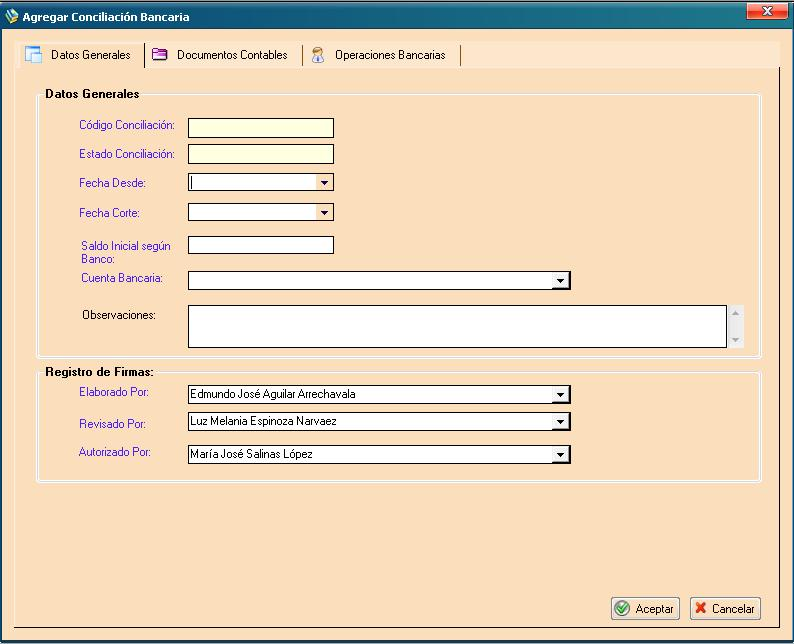 Agregar Conciliación Bancaria
Datos Generales
Documentos Contables
Operaciones Bancarias
Datos Generales
Código Conciliación:
Estado Conciliación:
Fecha Desde:
Fecha Corte:
Saldo Inicial según
Banco:
Cuenta Bancaria:
Observaciones:
Registro de Firmas:
Elaborado Por:
Edmundo José Aguilar Arrechavala
Revisado Por:
Luz Melania Espinoza Narvaez
Autorizado Por:
María José Salinas López
Aceptar
Cancelar